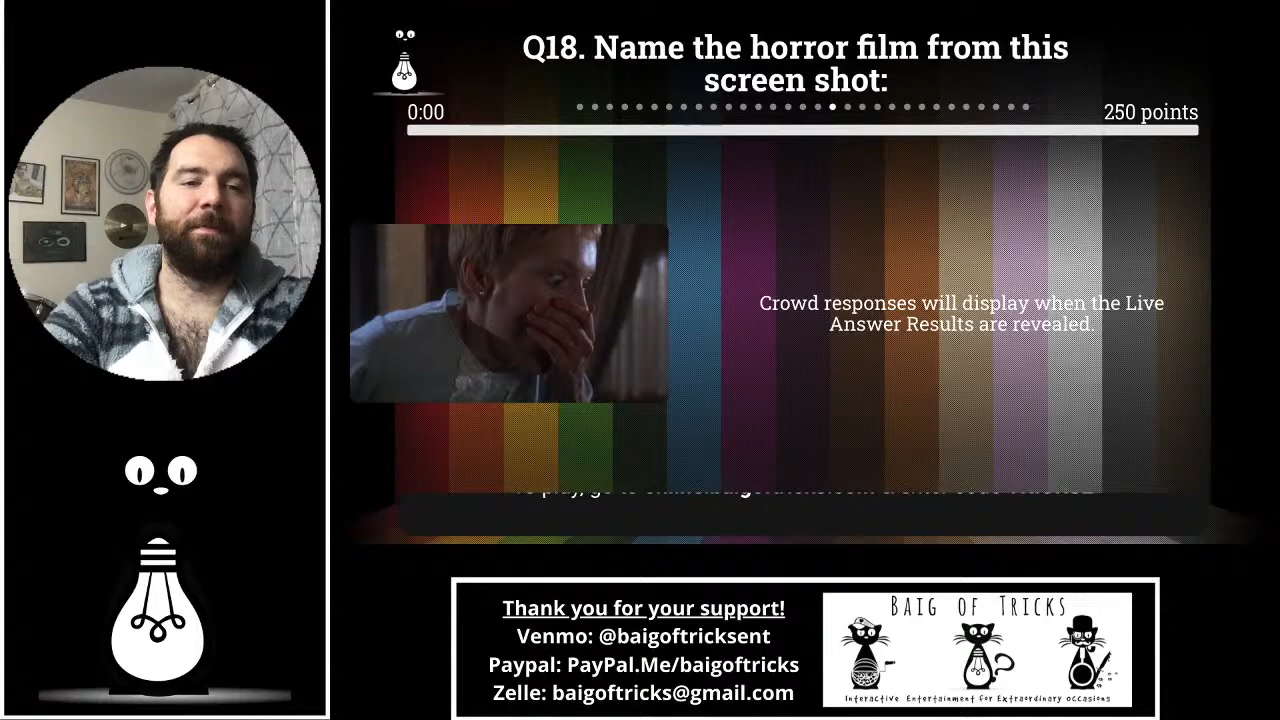 Q18. Name the horror film from this
screen shot:
0:00
250 points
Crowd responses will display when the Live
Answer Results are revealed.
Thank you for your support!
Venmo: @baigoftricksent
Paypal: PayPal.Me/baigoftricks
Zelle: baigoftricks@gmail.com
BAIG OF TRICKS
Interactive Entertainment for Extraordinary occasions